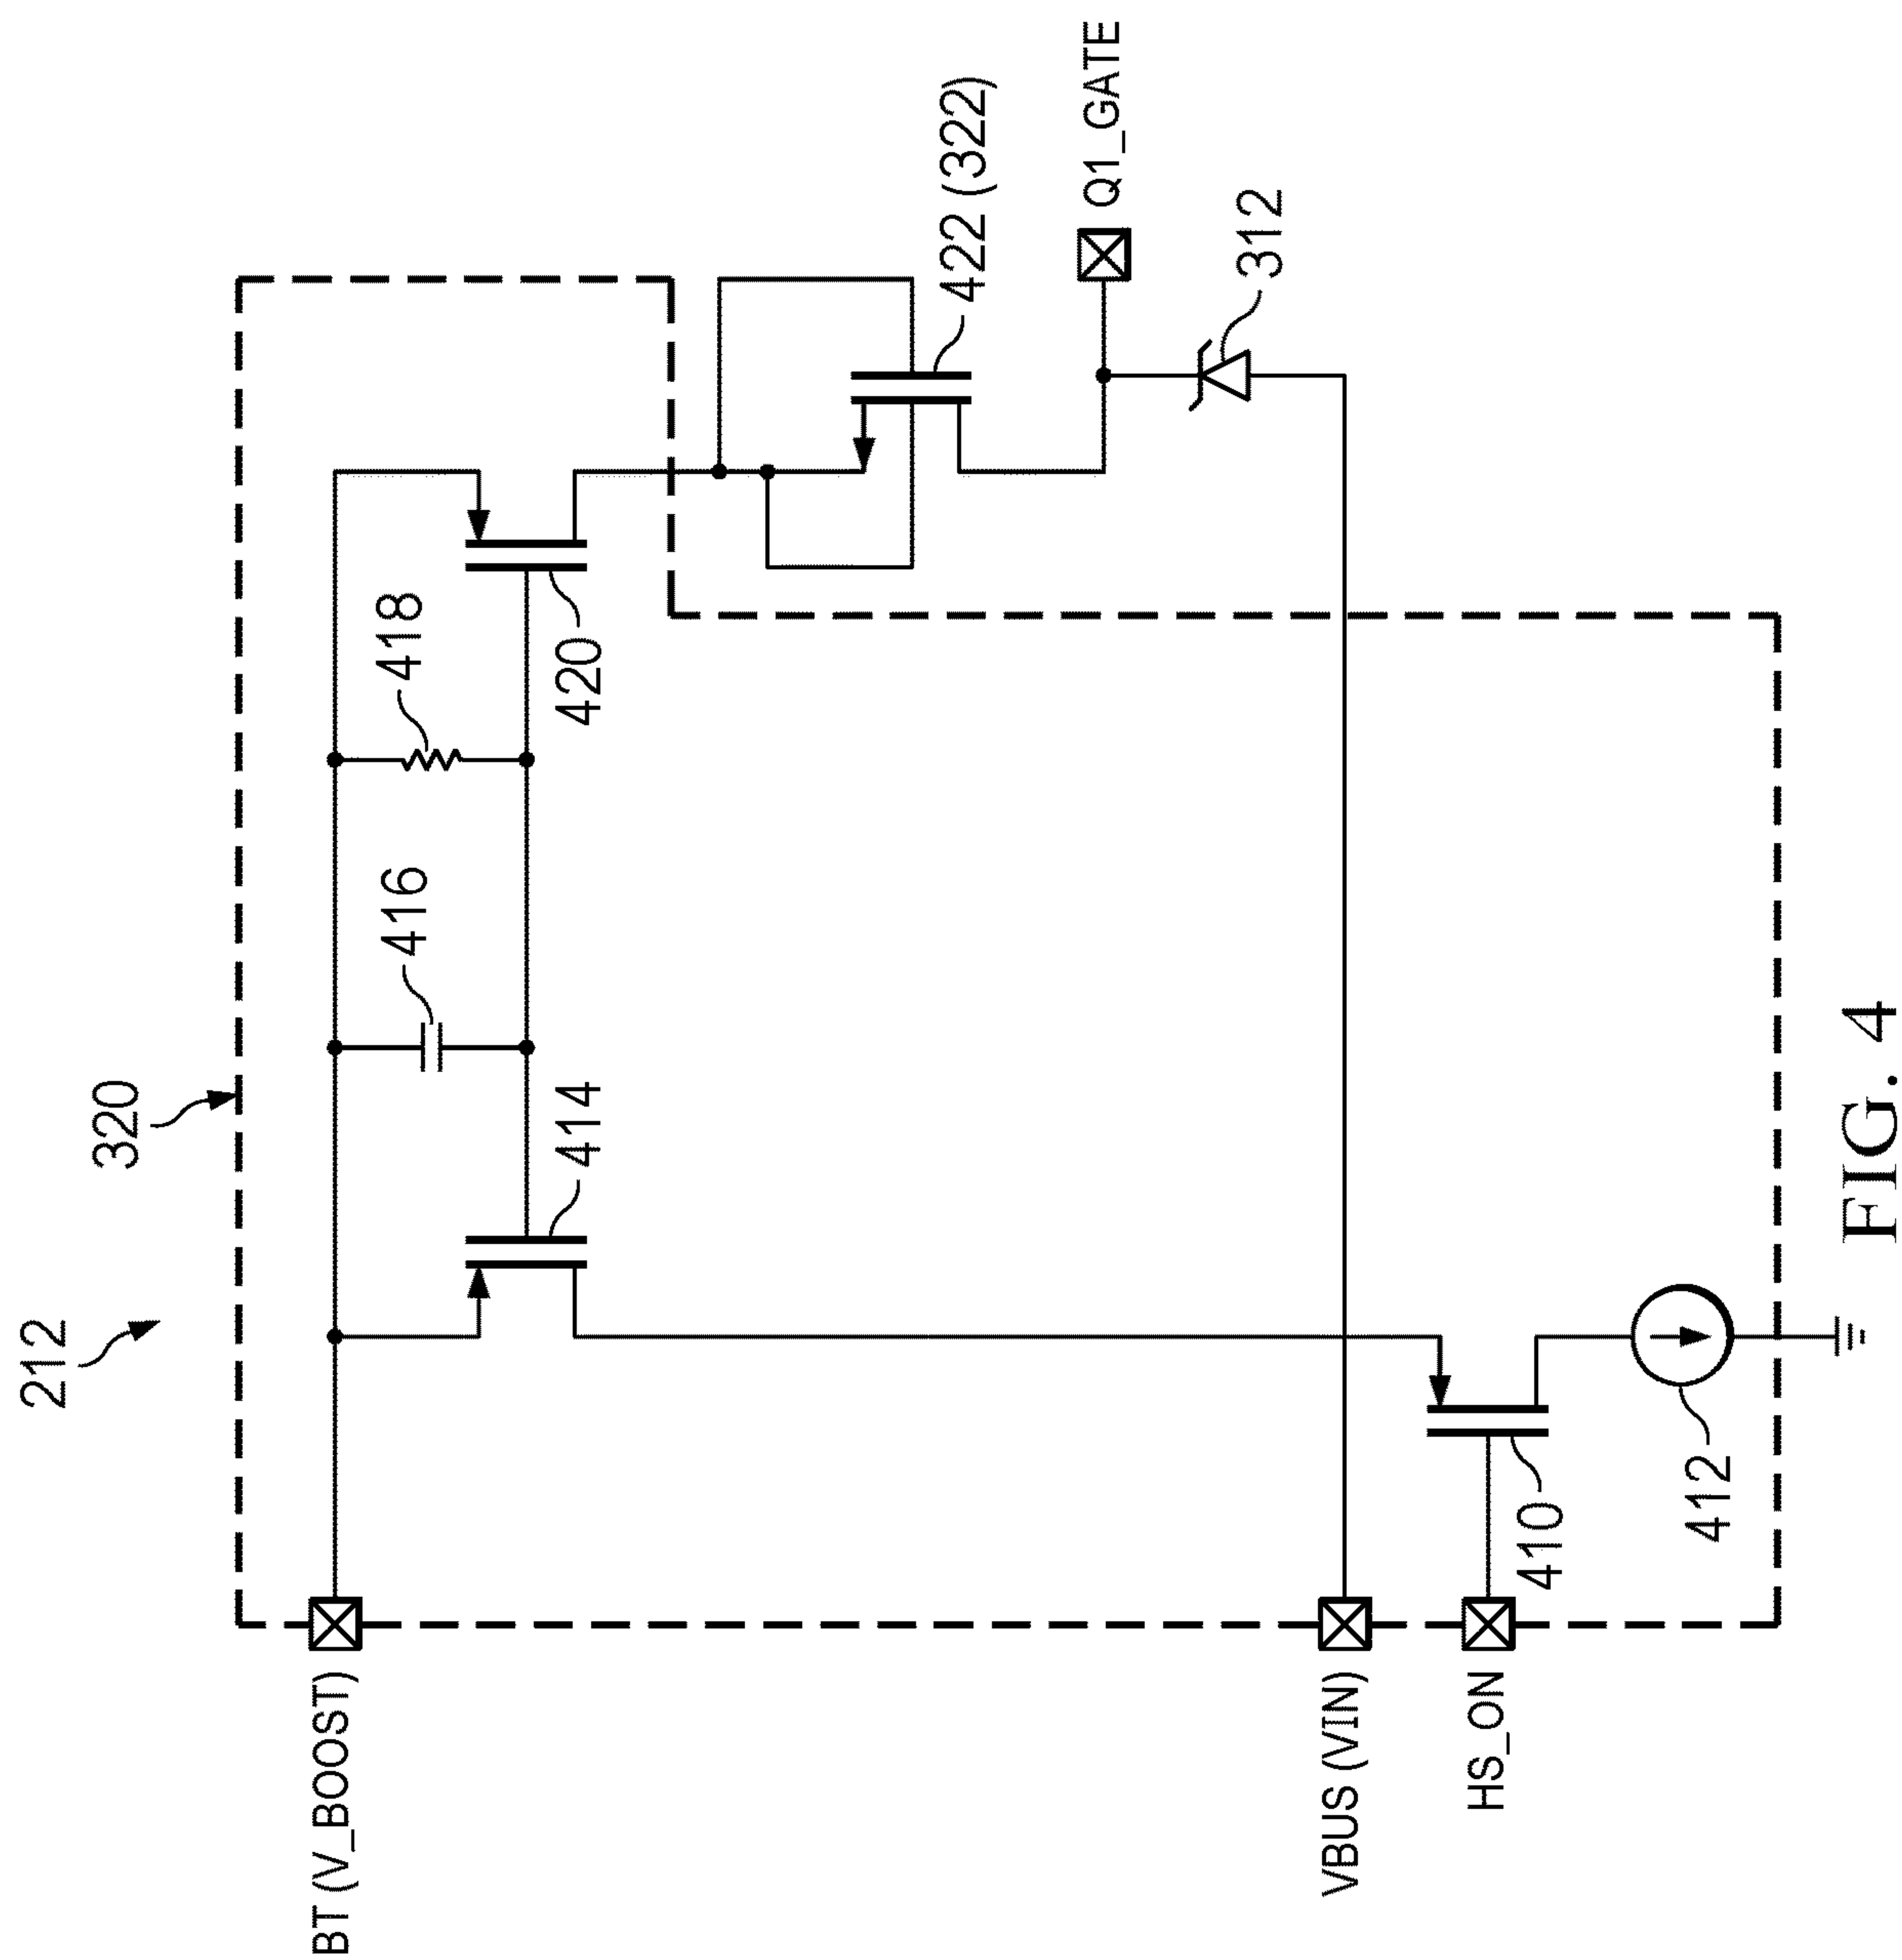 212
320
BT (V_BOOST)
414
416
418
420
422 (322)
Q1_GATE
312
VBUS (VIN)
HS_ON
410
412
FIG. 4